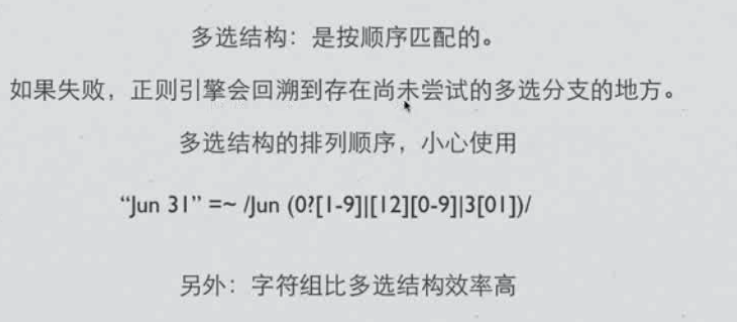 多选结构：是按顺序匹配的。
如果失败，正则引擎会回溯到存在尚未尝试的多选分支的地方。
多选结构的排列顺序，小心使用
“Jun 31” =~ /Jun (0?[1-9]|[12][0-9]|3[01])/
另外：字符组比多选结构效率高